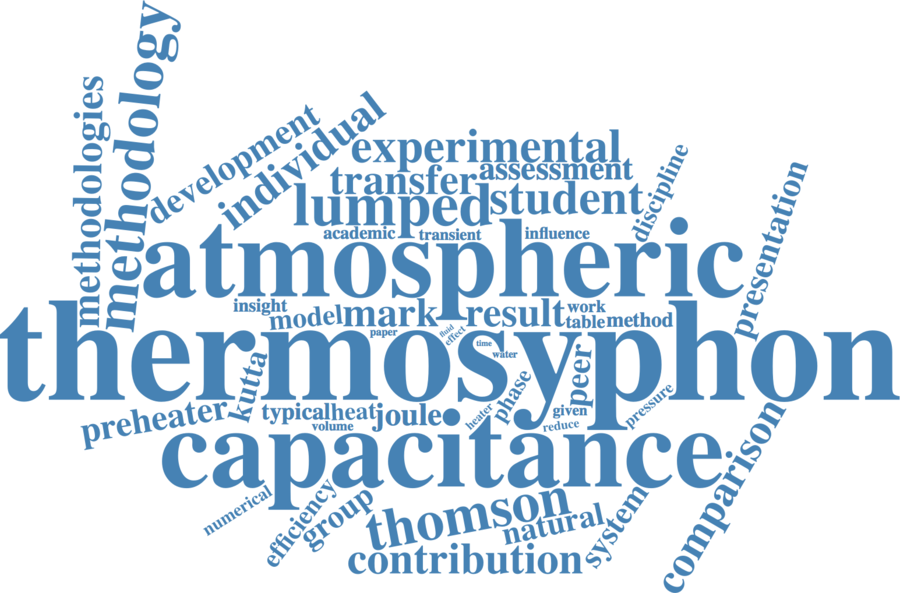 methodology
methodologies
development
individual
experimental
assessment
transfer
discipline
lumped
student
academic
transient
influence
presentation
atmospheric
insight
model
mark
result
work
table
method
paper
fluid
effect
time
water
thermosyphon
kutta
peer
phase
preheater
typical
heat
joule
volume
heater
given
reduce
pressure
capacitance
comparison
numerical
efficiency
group
thomson
natural
system
contribution